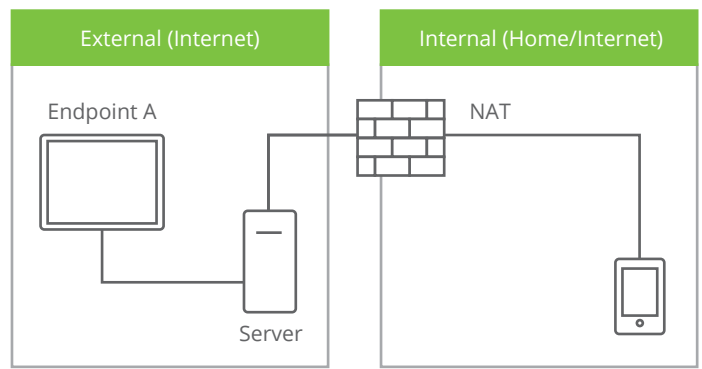 External (Internet)
Internal (Home/Internet)
Endpoint A
NAT
Server